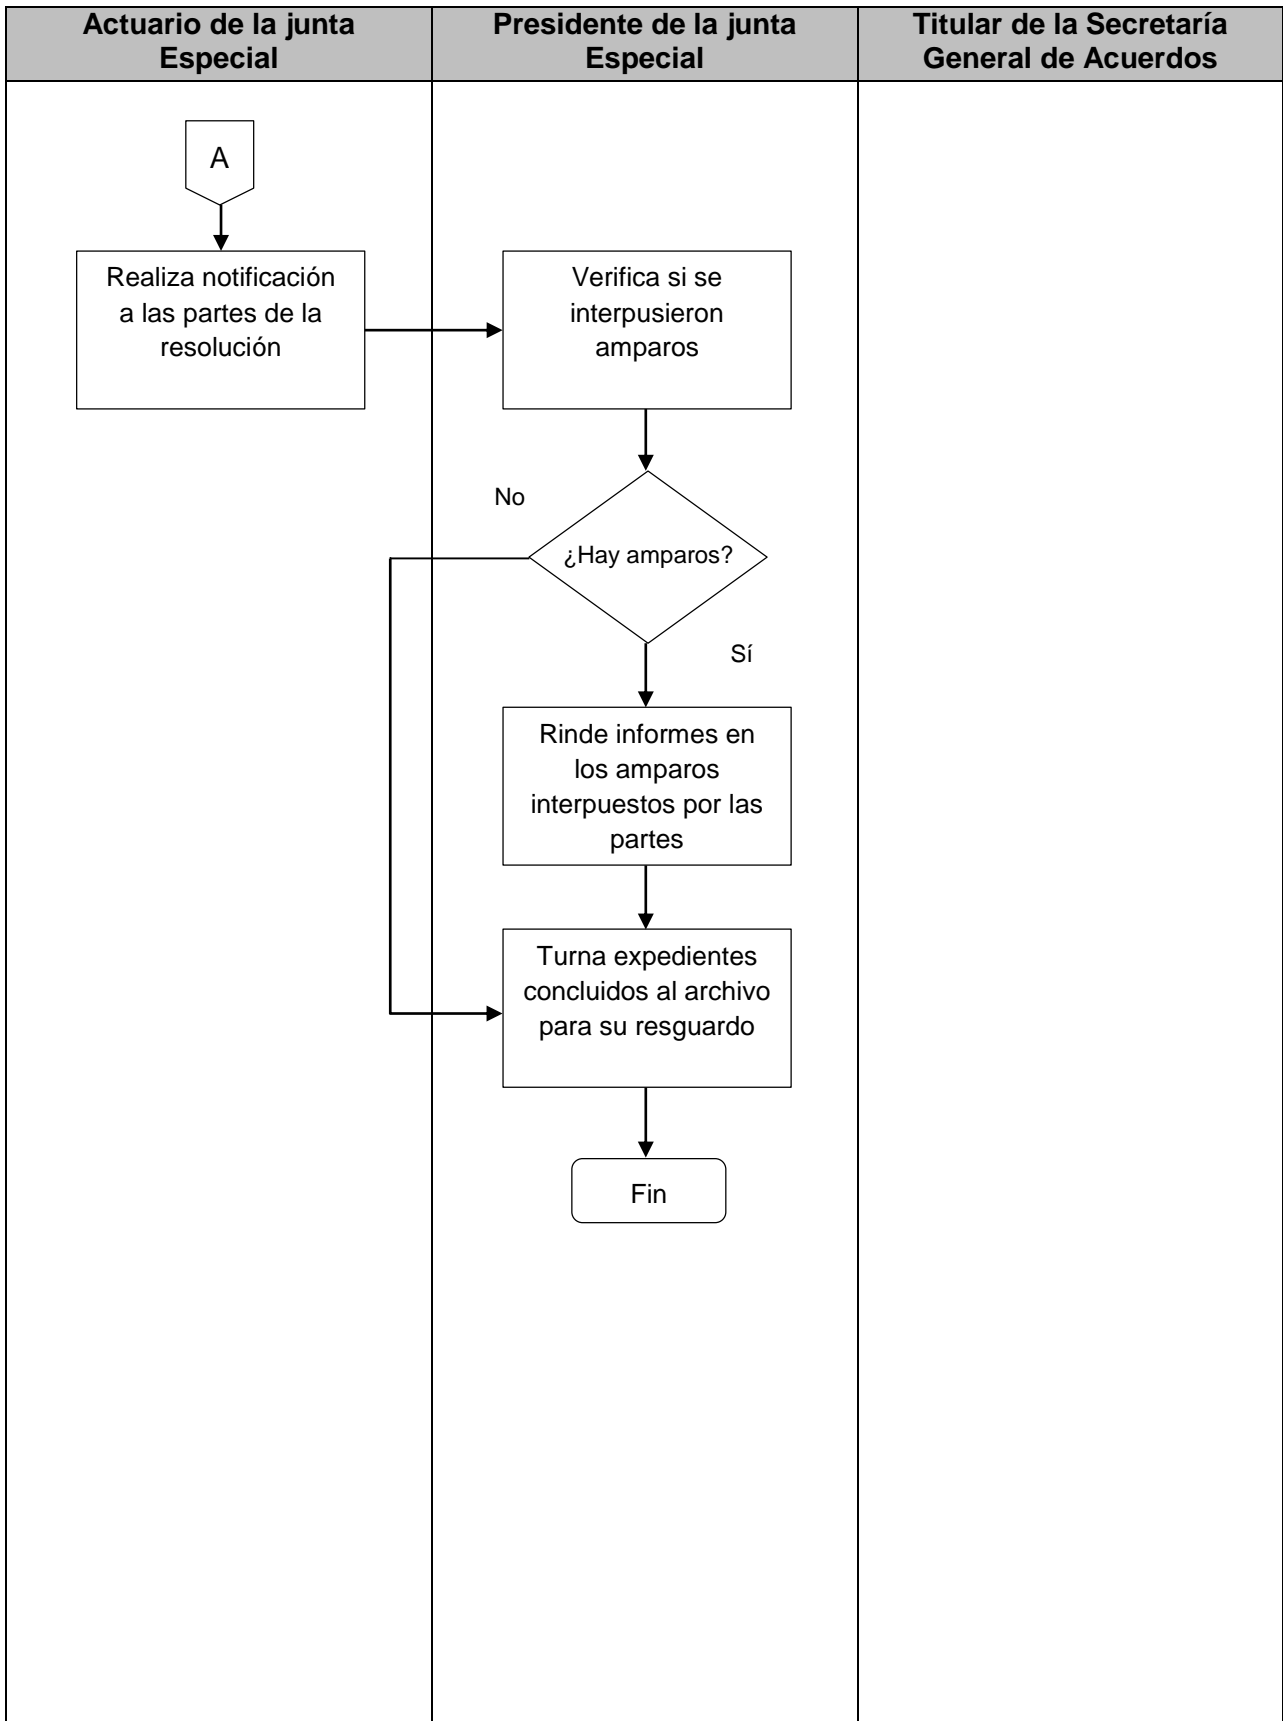 Actuario de la junta
Especial
Presidente de la junta
Especial
Titular de la Secretaría
General de Acuerdos
A
Realiza notificación
a las partes de la
resolución
Verifica si se
interpusieron
amparos
No
¿Hay amparos?
Sí
Rinde informes en
los amparos
interpuestos por las
partes
Turna expedientes
concluidos al archivo
para su resguardo
Fin